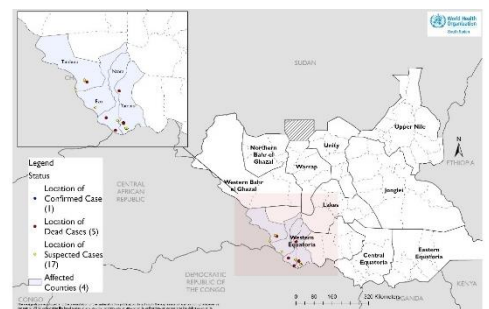 World Health
Organization
South Sudan
SUDAN
Tambura
Nzara
Ezo
Yambio
Upper Nile
N
Northern
Bahr el
Ghazal
Unity
Warrap
ETHIOPIA
Western Bahr
el Ghazal
Jonglei
Legend
Status
Location of
Confirmed Case
(1)
Location of
Dead Cases (5)
Location of
Suspected Cases
(17)
Affected
Counties (4)
CENTRAL
AFRICAN
REPUBLIC
Lakes
Western
Equatoria
Central
Equatoria
Eastern
Equatoria
DEMOCRATIC
REPUBLIC OF
THE CONGO
0 80 160 320 Kilometers
UGANDA
KENYA
CONGO